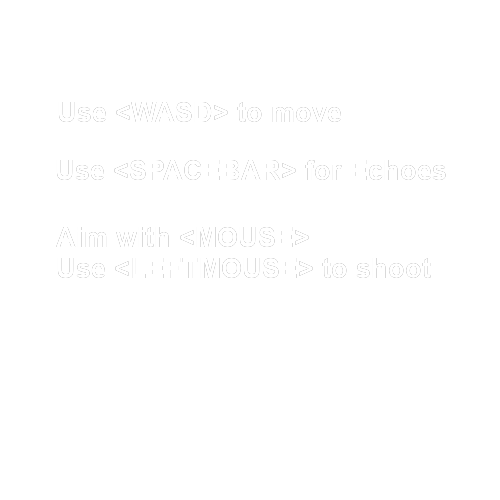 Use <WASD> to move
Use <SPACEBAR> for Echoes
Aim with <MOUSE>
Use <LEFTMOUSE> to shoot